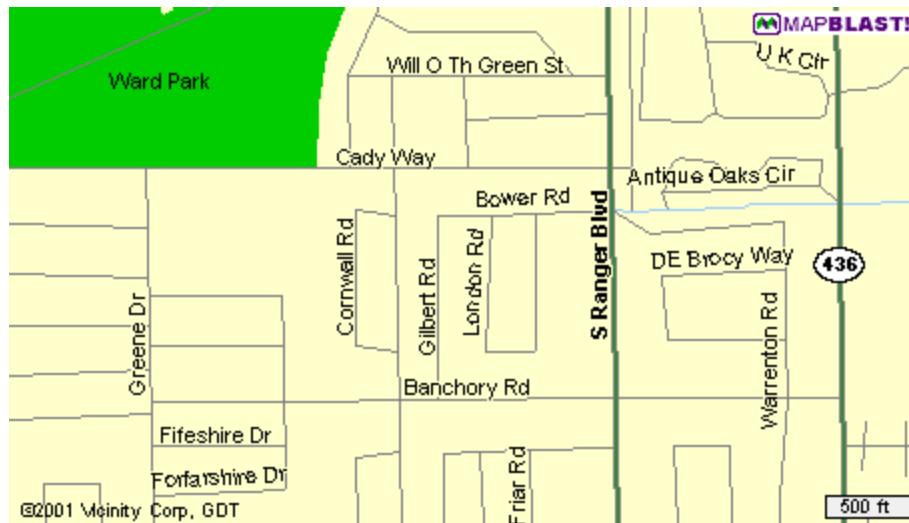 MAPBLAST!
Will O Th Green St
U K Cir
Ward Park
Cady Way
Antique Oaks Cir
Bower Rd
Cornwall Rd
Gilbert Rd
London Rd
S Ranger Blvd
DE Brocy Way
436
Greene Dr
Warrenton Rd
Banchory Rd
Fifeshire Dr
Forfarshire Dr
Friar Rd
©2001 Vicinity Corp, GDT
500 ft